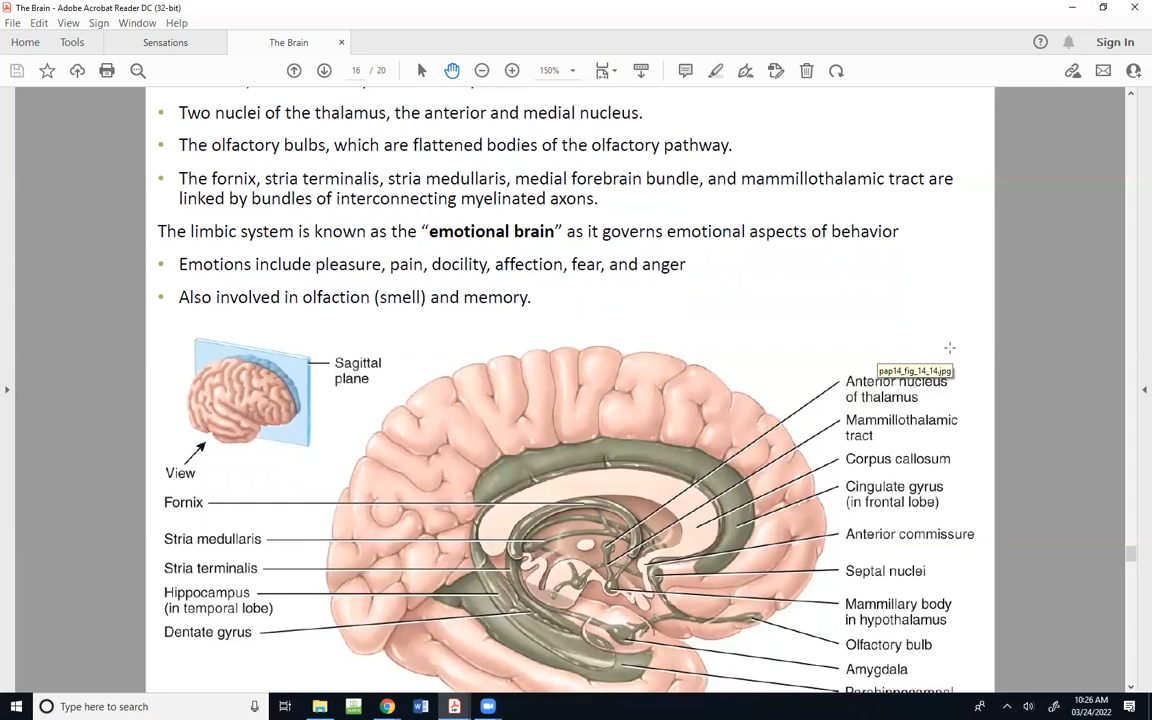 The Brain - Adobe Acrobat Reader DC (32-bit)
File Edit View Sign Window Help
Home Tools Sensations The Brain × Sign In
16 / 20 150%
• Two nuclei of the thalamus, the anterior and medial nucleus.
• The olfactory bulbs, which are flattened bodies of the olfactory pathway.
• The fornix, stria terminalis, stria medullaris, medial forebrain bundle, and mammillothalamic tract are
linked by bundles of interconnecting myelinated axons.
The limbic system is known as the “emotional brain” as it governs emotional aspects of behavior
• Emotions include pleasure, pain, docility, affection, fear, and anger
• Also involved in olfaction (smell) and memory.
Sagittal
plane
View
Fornix
Stria medullaris
Stria terminalis
Hippocampus
(in temporal lobe)
Dentate gyrus
pap14_fig_14_14.jpg
Anterior nucleus
of thalamus
Mammillothalamic
tract
Corpus callosum
Cingulate gyrus
(in frontal lobe)
Anterior commissure
Septal nuclei
Mammillary body
in hypothalamus
Olfactory bulb
Amygdala
Type here to search
10:26 AM
03/24/2022